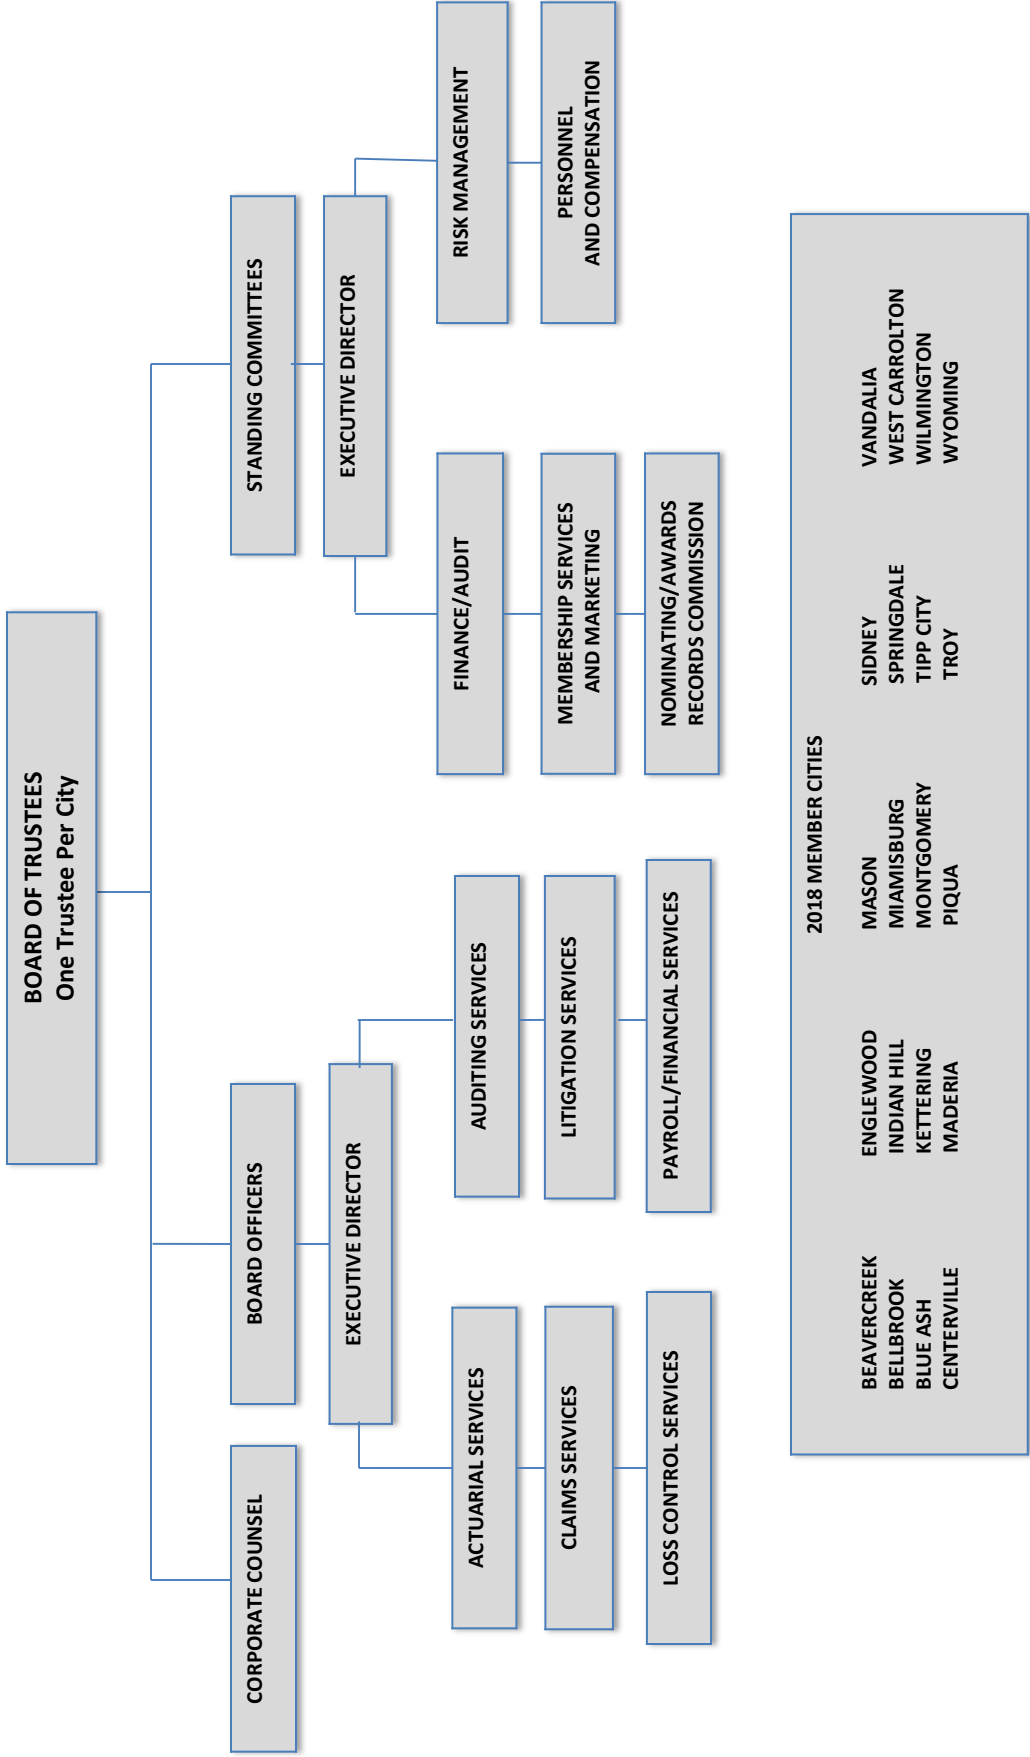 BOARD OF TRUSTEES
One Trustee Per City
CORPORATE COUNSEL
BOARD OFFICERS
STANDING COMMITTEES
EXECUTIVE DIRECTOR
EXECUTIVE DIRECTOR
ACTUARIAL SERVICES
AUDITING SERVICES
FINANCE/AUDIT
RISK MANAGEMENT
CLAIMS SERVICES
LITIGATION SERVICES
MEMBERSHIP SERVICES
AND MARKETING
PERSONNEL
AND COMPENSATION
LOSS CONTROL SERVICES
PAYROLL/FINANCIAL SERVICES
NOMINATING/AWARDS
RECORDS COMMISSION
2018 MEMBER CITIES
BEAVERCREEK
BELLBROOK
BLUE ASH
CENTERVILLE
ENGLEWOOD
INDIAN HILL
KETTERING
MADERIA
MASON
MIAMISBURG
MONTGOMERY
PIQUA
SIDNEY
SPRINGDALE
TIPP CITY
TROY
VANDALIA
WEST CARROLTON
WILMINGTON
WYOMING